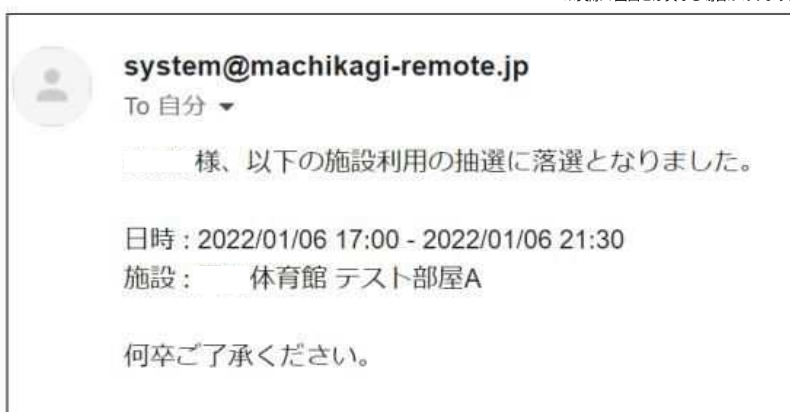 system@machikagi-remote.jp
To 自分
様、以下の施設利用の抽選に落選となりました。
日時 : 2022/01/06 17:00 - 2022/01/06 21:30
施設 : 体育館 テスト部屋A
何卒ご了承ください。